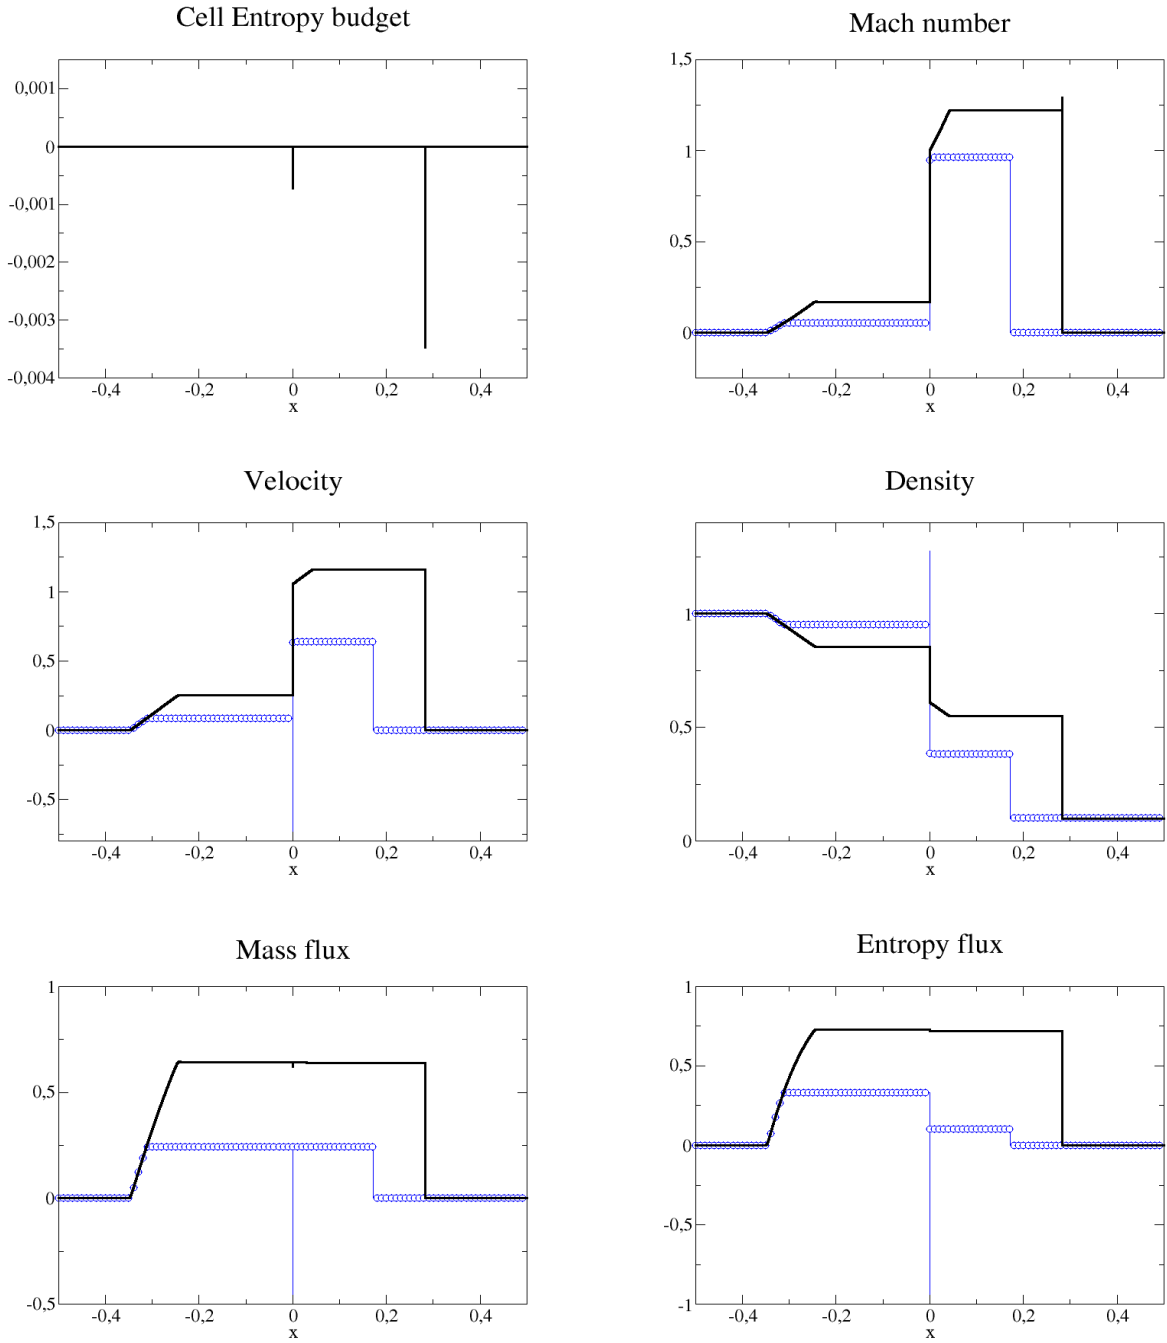 Cell Entropy budget
0,001
0
-0,001
-0,002
-0,003
-0,004
-0,4 -0,2 0 0,2 0,4
x
Mach number
1,5
1
0,5
0
-0,4 -0,2 0 0,2 0,4
x
Velocity
1,5
1
0,5
0
-0,5
-0,4 -0,2 0 0,2 0,4
x
Density
1
0,5
0
-0,4 -0,2 0 0,2 0,4
x
Mass flux
1
0,5
0
-0,5
-0,4 -0,2 0 0,2 0,4
x
Entropy flux
1
0,5
0
-0,5
-1
-0,4 -0,2 0 0,2 0,4
x